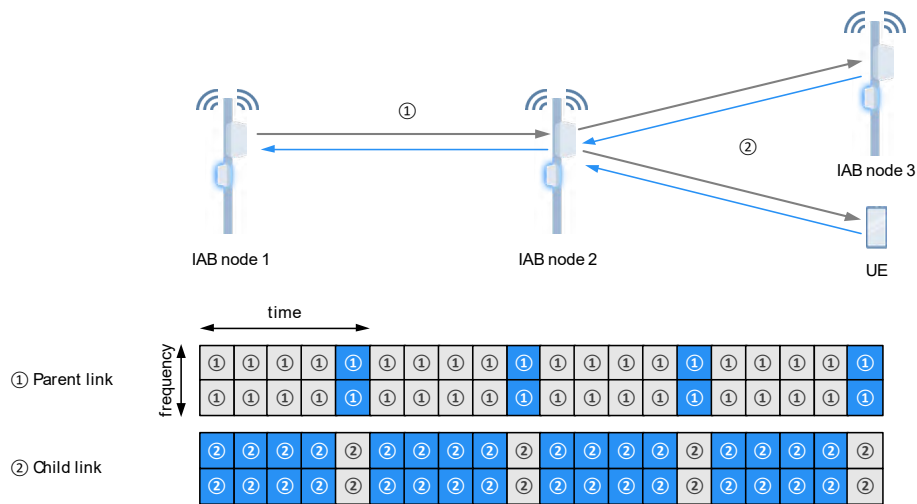 ①
②
IAB node 3
IAB node 1
IAB node 2
UE
time
frequency
① Parent link
① ① ① ① ① ① ① ① ① ① ① ① ① ① ① ① ① ① ① ①
① ① ① ① ① ① ① ① ① ① ① ① ① ① ① ① ① ① ① ①
② Child link
② ② ② ② ② ② ② ② ② ② ② ② ② ② ② ② ② ② ② ②
② ② ② ② ② ② ② ② ② ② ② ② ② ② ② ② ② ② ② ②